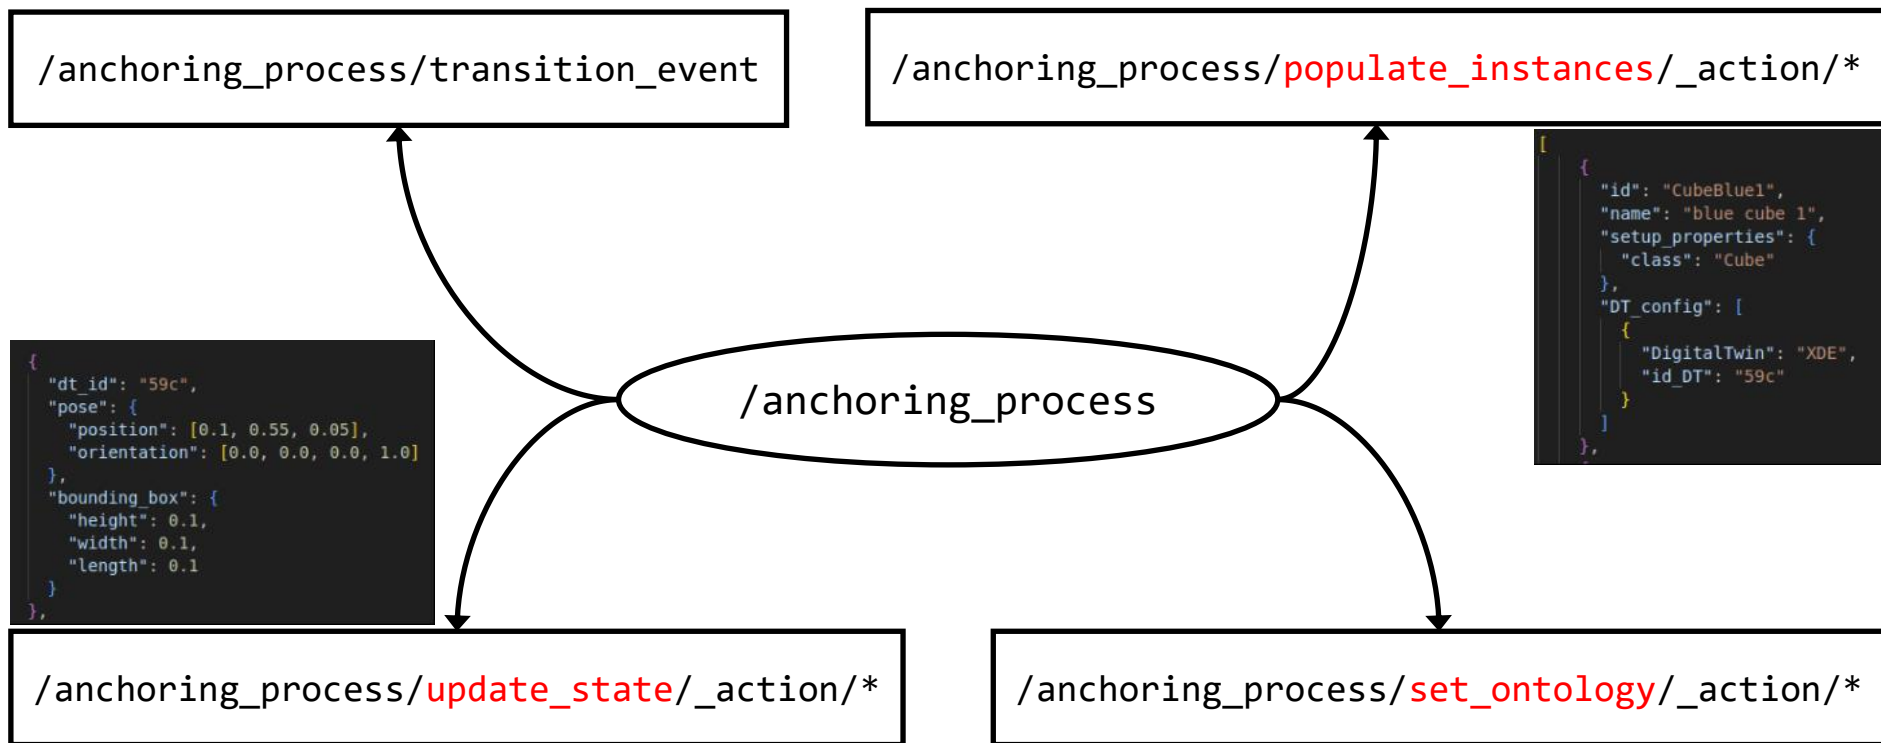 /anchoring_process/transition_event
/anchoring_process/populate_instances/_action/*
[
{
"id": "CubeBlue1",
"name": "blue cube 1",
"setup_properties": {
"class": "Cube"
},
"DT_config": [
{
"DigitalTwin": "XDE",
"id_DT": "59c"
}
]
},
{
"dt_id": "59c",
"pose": {
"position": [0.1, 0.55, 0.05],
"orientation": [0.0, 0.0, 0.0, 1.0]
},
"bounding_box": {
"height": 0.1,
"width": 0.1,
"length": 0.1
}
},
/anchoring_process
/anchoring_process/update_state/_action/*
/anchoring_process/set_ontology/_action/*